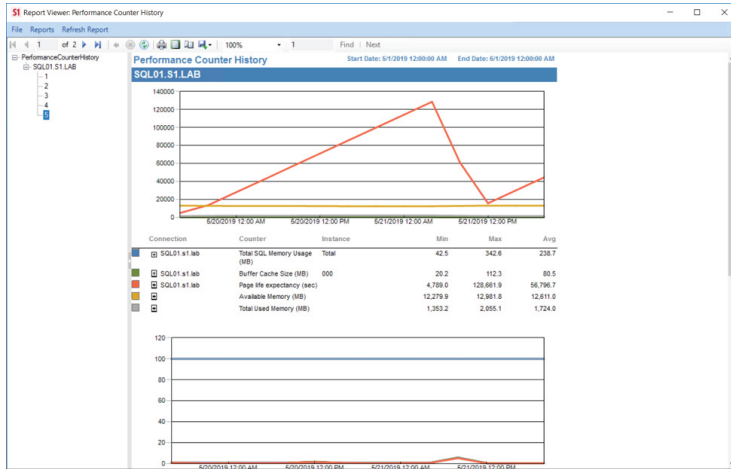 S1 Report Viewer: Performance Counter History
File Reports Refresh Report
1 of 2 100% 1 Find | Next
PerformanceCounterHistory
SQL01.S1.LAB
1
2
3
4
5
Performance Counter History Start Date: 5/1/2019 12:00:00 AM End Date: 6/1/2019 12:00:00 AM
SQL01.S1.LAB
140000
120000
100000
80000
60000
40000
20000
0
5/20/2019 12:00 AM 5/20/2019 12:00 PM 5/21/2019 12:00 AM 5/21/2019 12:00 PM
Connection Counter Instance Min Max Avg
SQL01.s1.lab Total SQL Memory Usage (MB) Total 42.5 342.6 238.7
SQL01.s1.lab Buffer Cache Size (MB) 000 20.2 112.3 80.5
SQL01.s1.lab Page life expectancy (sec) 4,789.0 128,661.9 56,796.7
Available Memory (MB) 12,279.9 12,981.8 12,611.0
Total Used Memory (MB) 1,353.2 2,055.1 1,724.0
120
100
80
60
40
20
0
5/20/2019 12:00 AM 5/20/2019 12:00 PM 5/21/2019 12:00 AM 5/21/2019 12:00 PM